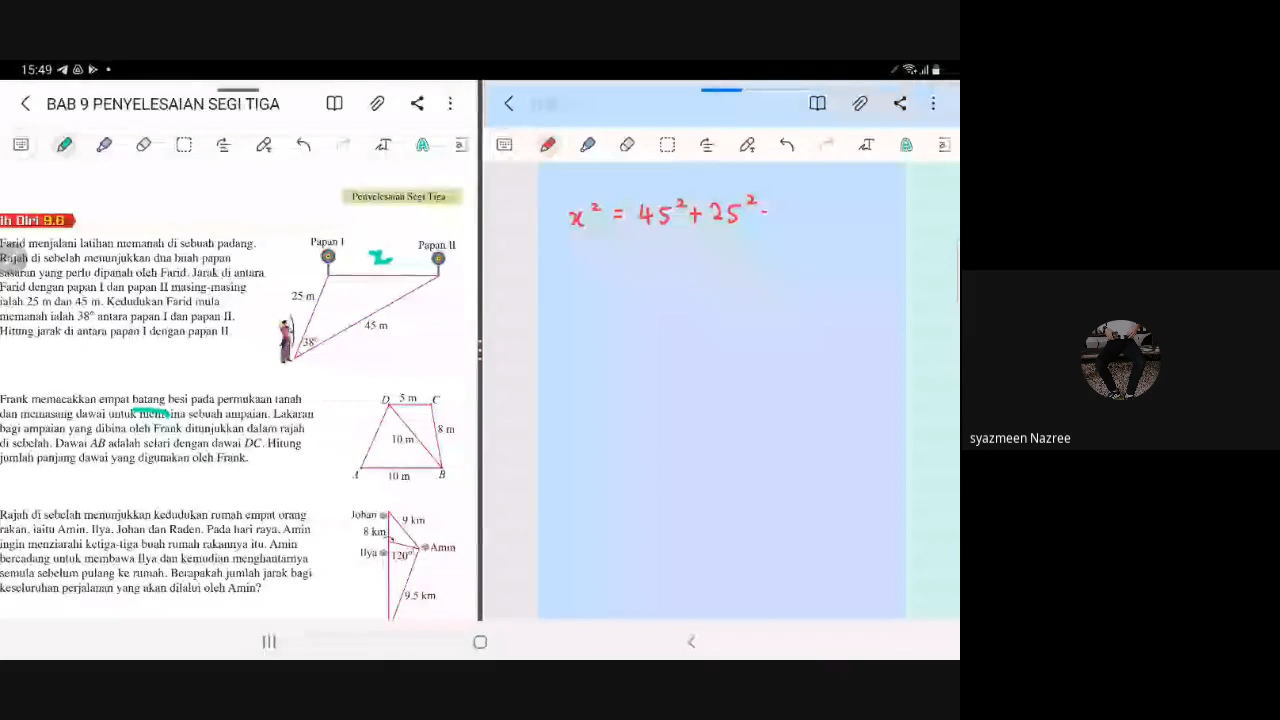 15:49
BAB 9 PENYELESAIAN SEGI TIGA
Penyelesaian Segi Tiga
ih Diri 9.6
Farid menjalani latihan memanah di sebuah padang.
Rajah di sebelah menunjukkan dua buah papan
sasaran yang perlu dipanah oleh Farid. Jarak di antara
Farid dengan papan I dan papan II masing-masing
ialah 25 m dan 45 m. Kedudukan Farid mula
memanah ialah 38° antara papan I dan papan II.
Hitung jarak di antara papan I dengan papan II
Papan I
x
Papan II
25 m
45 m
38°
Frank memacakkan empat batang besi pada permukaan tanah
dan memasang dawai untuk membina sebuah ampaian. Lakaran
bagi ampaian yang dibina oleh Frank ditunjukkan dalam rajah
di sebelah. Dawai AB adalah selari dengan dawai DC. Hitung
jumlah panjang dawai yang digunakan oleh Frank.
D 5 m C
8 m
10 m
A 10 m B
Rajah di sebelah menunjukkan kedudukan rumah empat orang
rakan, iaitu Amin, Ilya, Johan dan Raden. Pada hari raya, Amin
ingin menziarahi ketiga-tiga buah rumah rakannya itu. Amin
bercadang untuk membawa Ilya dan kemudian menghantarnya
semula sebelum pulang ke rumah. Berapakah jumlah jarak bagi
keseluruhan perjalanan yang akan dilalui oleh Amin?
Johan
9 km
8 km
Ilya
120°
Amin
9.5 km
x² = 45² + 25² -
syazmeen Nazree